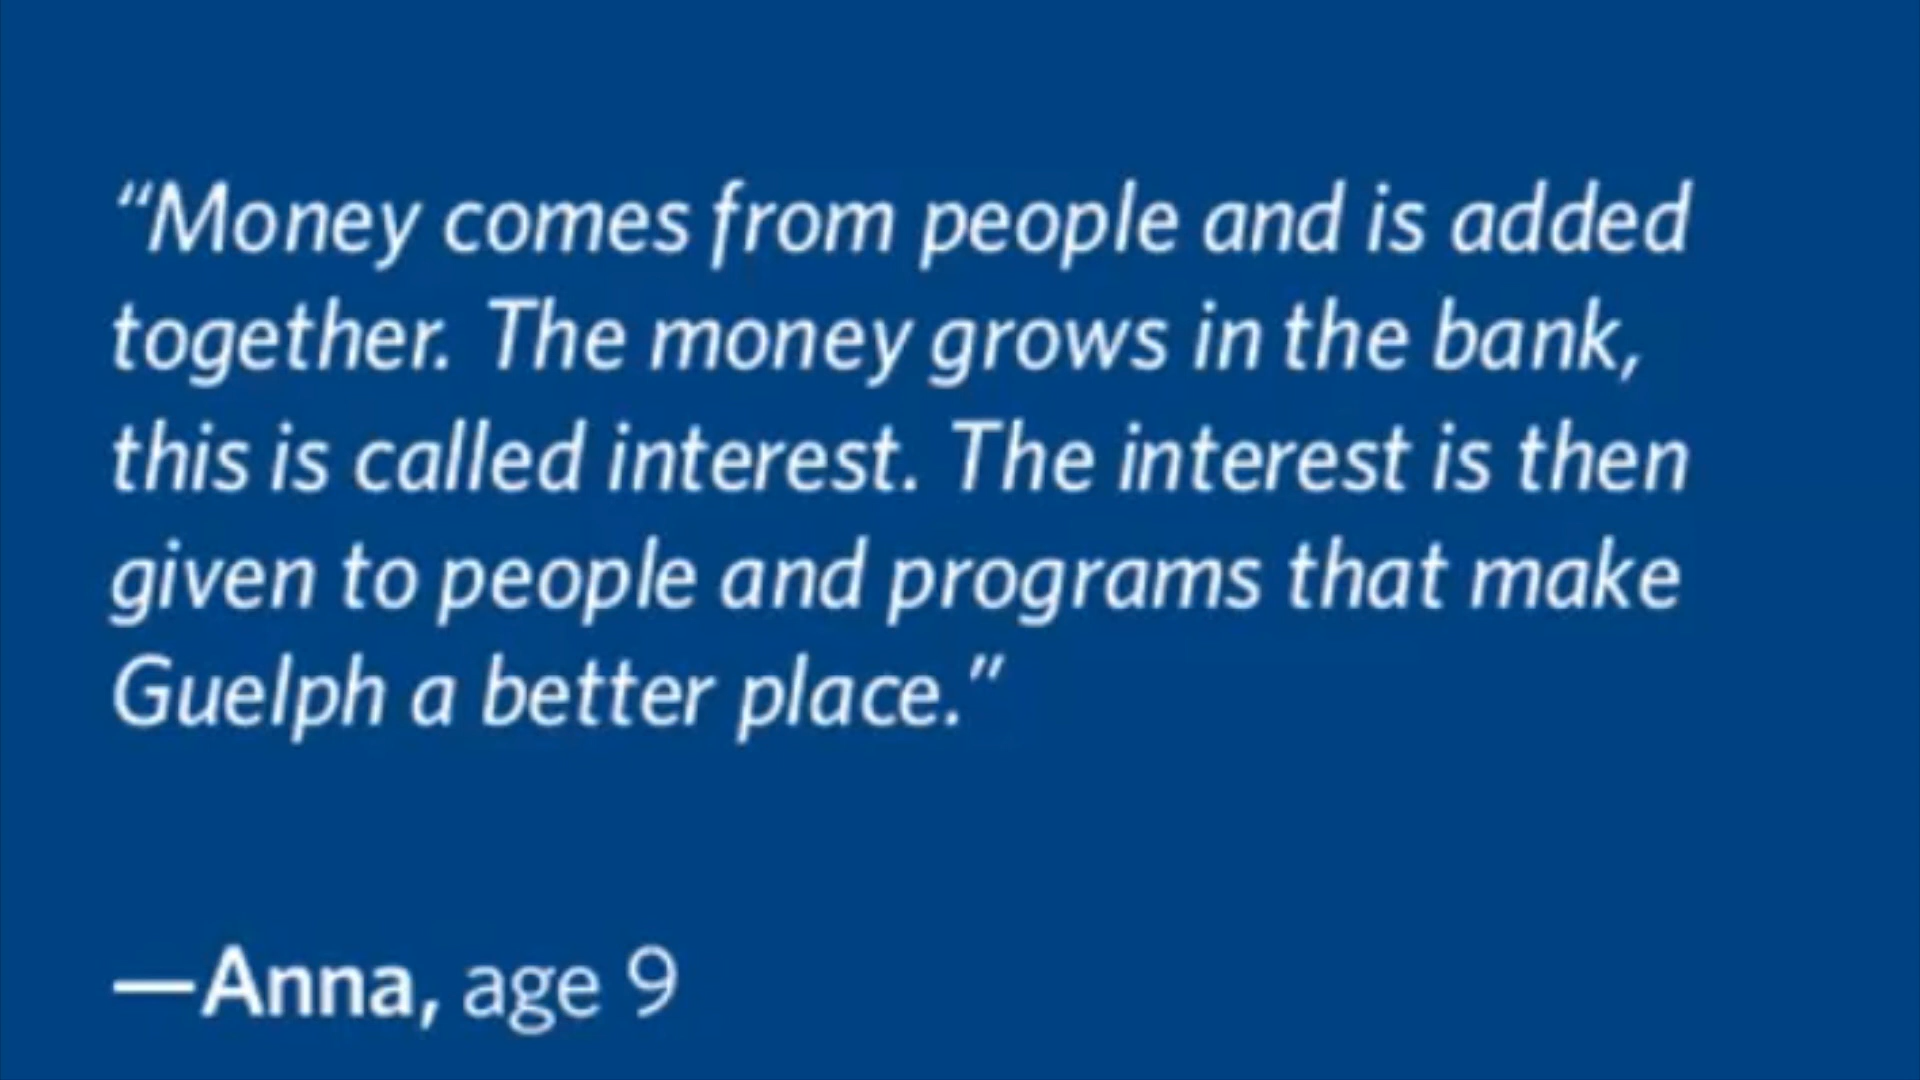 “Money comes from people and is added
together. The money grows in the bank,
this is called interest. The interest is then
given to people and programs that make
Guelph a better place.”
—Anna, age 9